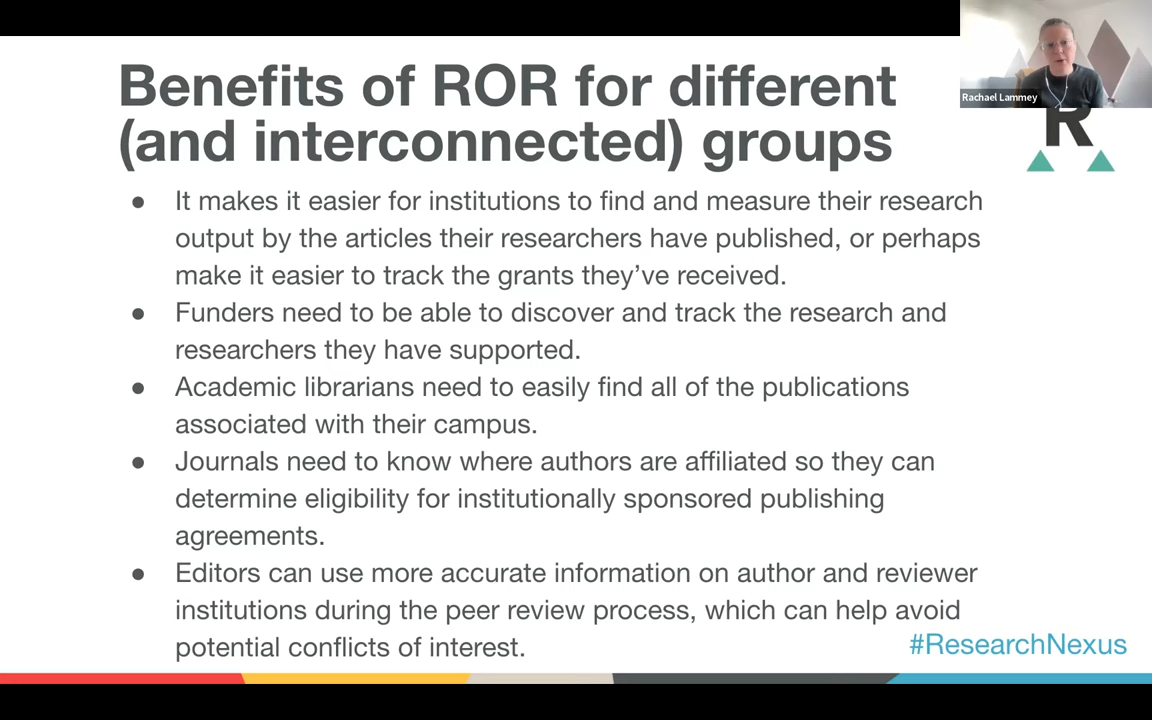 Benefits of ROR for different
(and interconnected) groups
Rachael Lammey
R
● It makes it easier for institutions to find and measure their research
output by the articles their researchers have published, or perhaps
make it easier to track the grants they’ve received.
● Funders need to be able to discover and track the research and
researchers they have supported.
● Academic librarians need to easily find all of the publications
associated with their campus.
● Journals need to know where authors are affiliated so they can
determine eligibility for institutionally sponsored publishing
agreements.
● Editors can use more accurate information on author and reviewer
institutions during the peer review process, which can help avoid
potential conflicts of interest.
#ResearchNexus